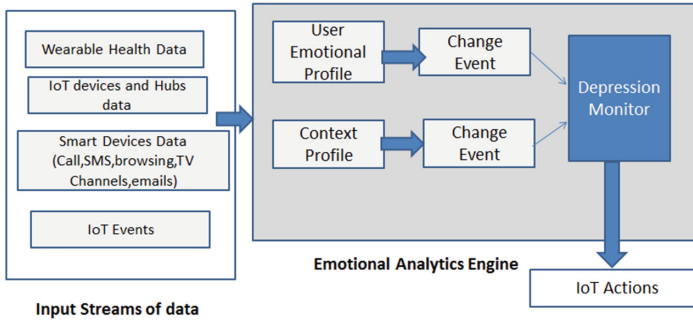 Wearable Health Data
IoT devices and Hubs
data
Smart Devices Data
(Call,SMS,browsing,TV
Channels,emails)
IoT Events
Input Streams of data
User
Emotional
Profile
Change
Event
Context
Profile
Change
Event
Depression
Monitor
Emotional Analytics Engine
IoT Actions